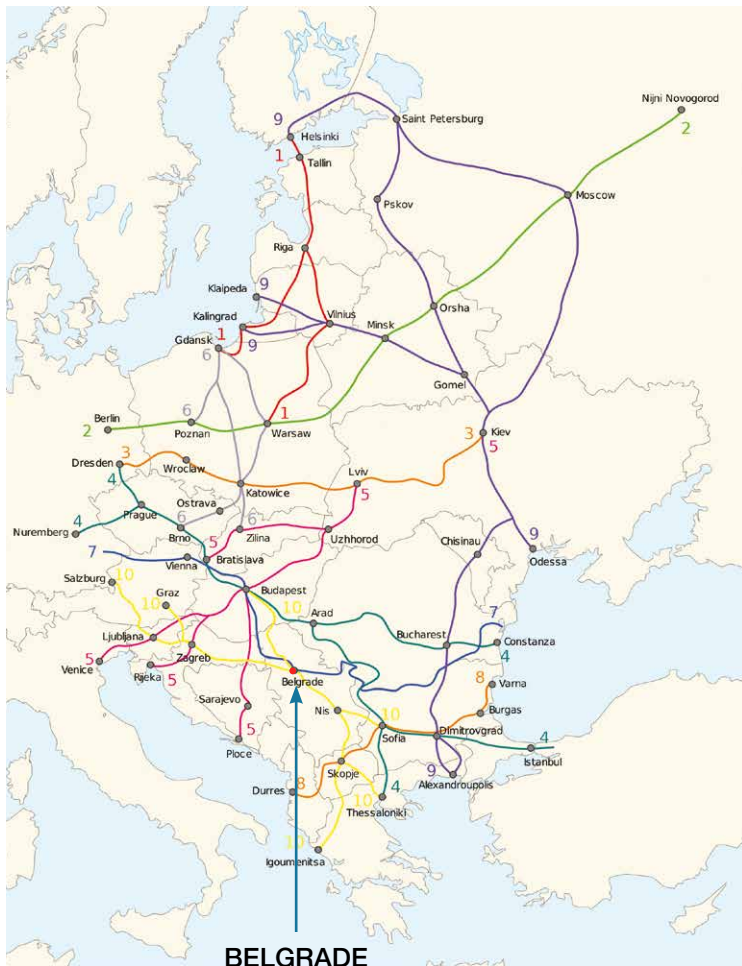 Nijni Novogorod
2
9
Saint Petersburg
Helsinki
1
Tallin
Moscow
Pskov
Riga
Klaipeda
9
Orsha
Kalingrad
Vilnius
Minsk
1
Gdansk
6
9
Gomel
Berlin
6
1
2
Poznan
Warsaw
3
Kiev
5
3
Dresden
Wroclaw
4
Lviv
5
Katowice
Ostrava
Prague
4
6
6
Nuremberg
Brno
Zilina
Uzhhorod
9
5
Chisinau
7
Odessa
Vienna
Bratislava
10
Salzburg
Budapest
Graz
10
10
Arad
7
Ljubljana
Bucharest
Constanza
4
5
Zagreb
Venice
Rijeka
5
8
Belgrade
Varna
Sarajevo
Nis
10
Burgas
5
Sofia
Dimitrovgrad
4
Ploce
Istanbul
Skopje
9
8
4
Durres
10
Alexandroupolis
Thessaloniki
10
Igoumenitsa
BELGRADE